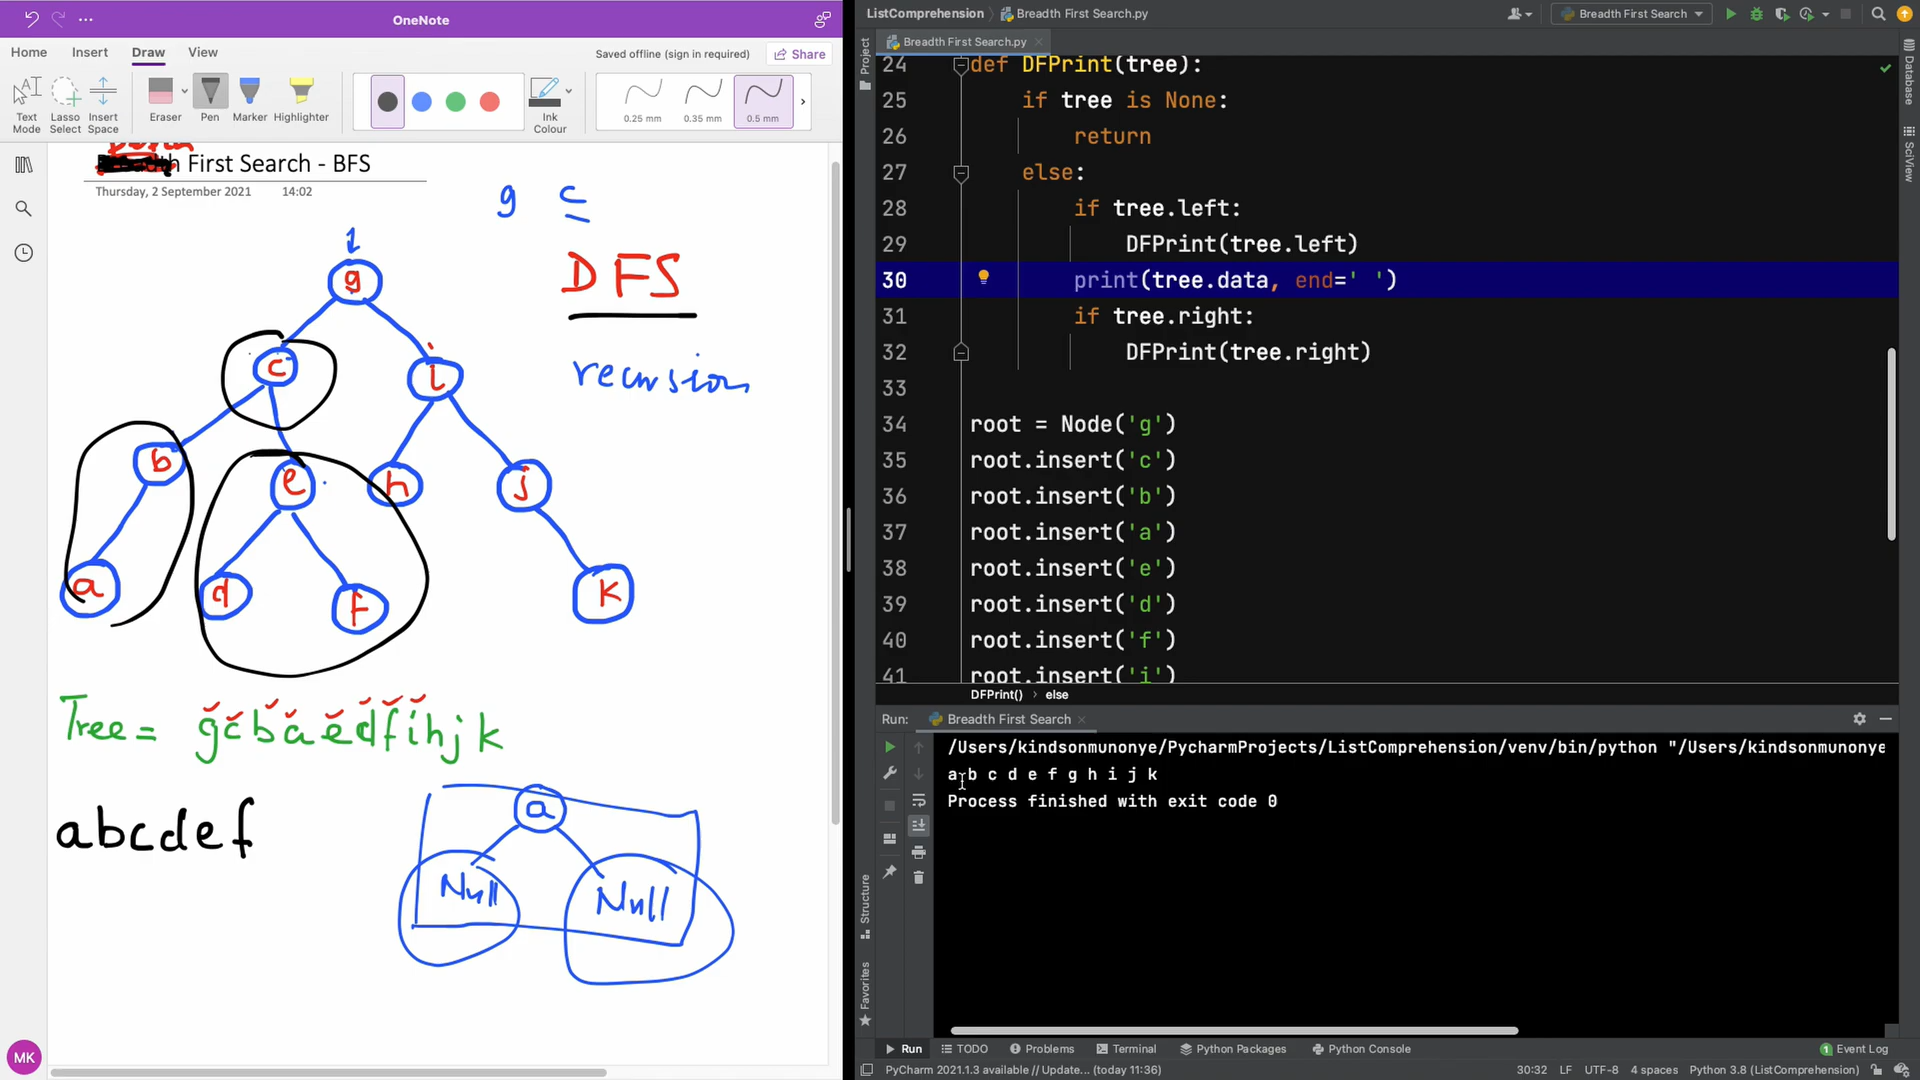 OneNote
Home Insert Draw View
Saved offline (sign in required) Share
Text Mode
Lasso Select
Insert Space
Eraser
Pen
Marker
Highlighter
Ink Colour
0.25 mm
0.35 mm
0.5 mm
First Search - BFS
Thursday, 2 September 2021 14:02
g c
1
g
DFS
c
i
recursion
b
e
h
j
a
d
f
k
Tree = gcbaedfihjk
abcdef
a
Null
Null
MK
ListComprehension Breadth First Search.py
Breadth First Search
Breadth First Search.py
Project
Database
SciView
24 def DFPrint(tree):
25 if tree is None:
26 return
27 else:
28 if tree.left:
29 DFPrint(tree.left)
30 print(tree.data, end=' ')
31 if tree.right:
32 DFPrint(tree.right)
33
34 root = Node('g')
35 root.insert('c')
36 root.insert('b')
37 root.insert('a')
38 root.insert('e')
39 root.insert('d')
40 root.insert('f')
41 root.insert('i')
DFPrint() › else
Run: Breadth First Search
/Users/kindsonmunonye/PycharmProjects/ListComprehension/venv/bin/python "/Users/kindsonmunonye
a b c d e f g h i j k
Process finished with exit code 0
Structure
Favorites
Run TODO Problems Terminal Python Packages Python Console 1 Event Log
PyCharm 2021.1.3 available // Update... (today 11:36) 30:32 LF UTF-8 4 spaces Python 3.8 (ListComprehension)